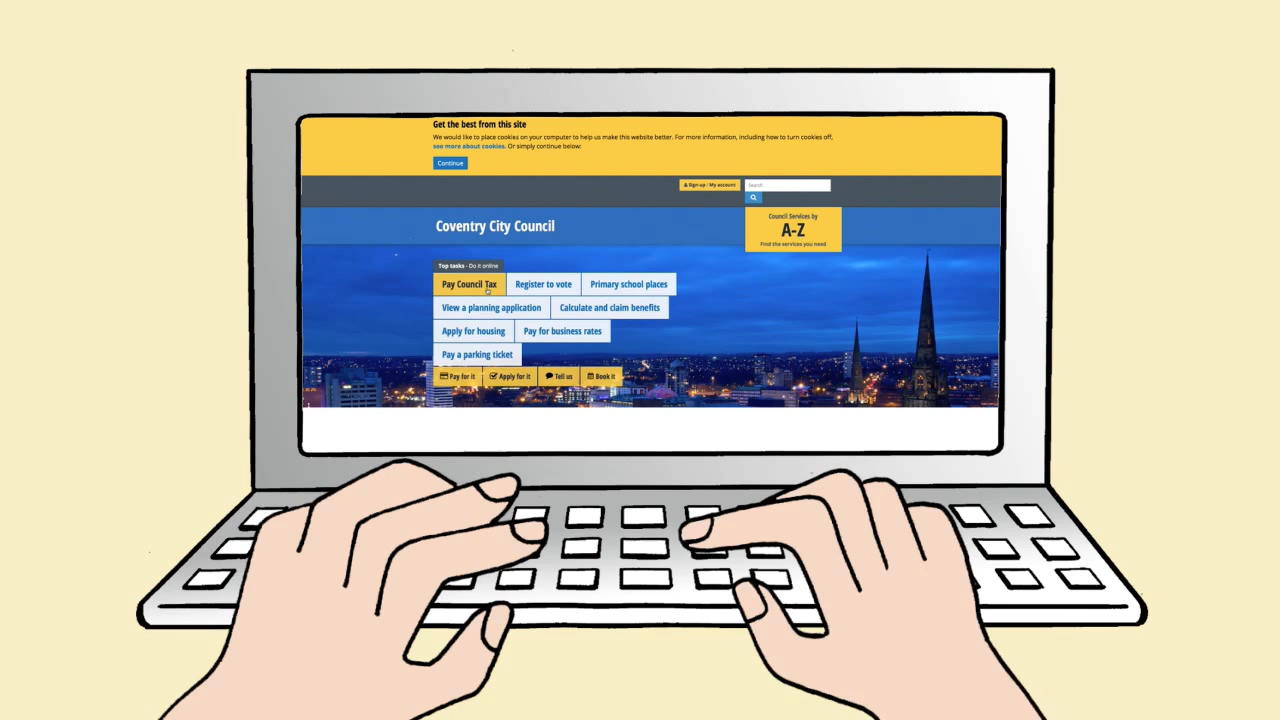 Get the best from this site
We would like to place cookies on your computer to help us make this website better. For more information, including how to turn cookies off,
see more about cookies. Or simply continue below:
Continue
Sign-up / My account
Search
Coventry City Council
Council Services by
A-Z
Find the services you need
Top tasks - Do it online
Pay Council Tax
Register to vote
Primary school places
View a planning application
Calculate and claim benefits
Apply for housing
Pay for business rates
Pay a parking ticket
Pay for it
Apply for it
Tell us
Book it